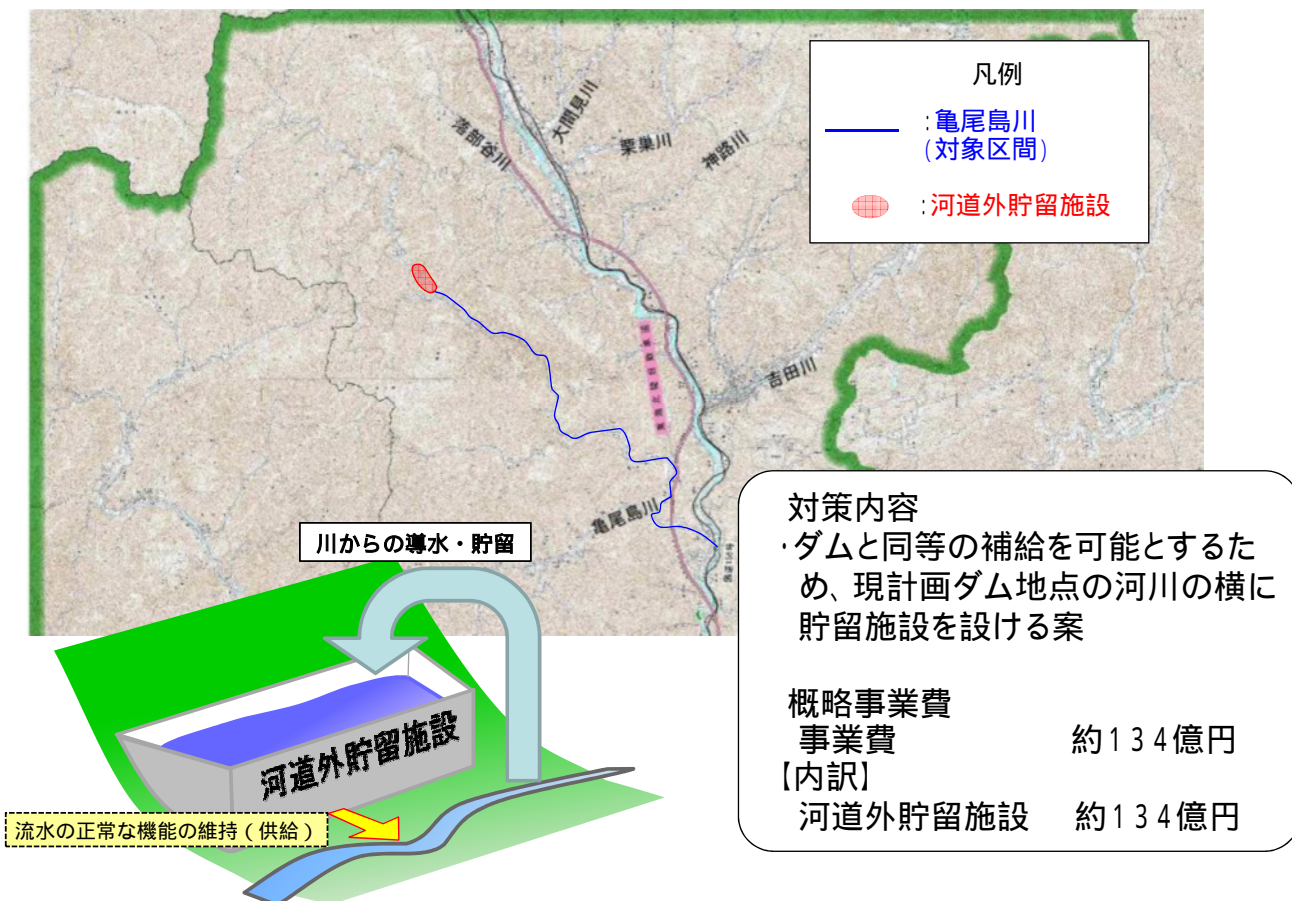 凡例
:亀尾島川
(対象区間)
:河道外貯留施設
大間見川
落部谷川
栗巣川
神路川
吉田川
亀尾島川
川からの導水・貯留
河道外貯留施設
流水の正常な機能の維持(供給)
対策内容
・ダムと同等の補給を可能とするた
め、現計画ダム地点の河川の横に
貯留施設を設ける案
概略事業費
事業費 約134億円
【内訳】
河道外貯留施設 約134億円